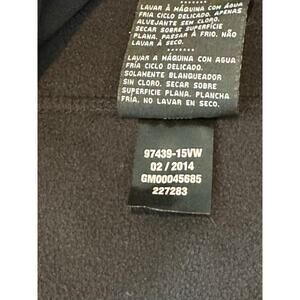 LAVAR À MÁQUINA COM ÁGUA
FRIA CICLO DELICADO. APENAS
ALVEJANTE SEM CLORO.
SECAR SOBRE SUPERFÍCIE
PLANA. PASSAR A FRIO. NÃO
LAVAR A SECO.
LAVAR A MÁQUINA CON AGUA
FRÍA CICLO DELICADO.
SOLAMENTE BLANQUEADOR
SIN CLORO. SECAR SOBRE
SUPERFICIE PLANA. PLANCHA
FRÍA. NO LAVAR EN SECO.
97439-15VW
02 / 2014
GM00045685
227283